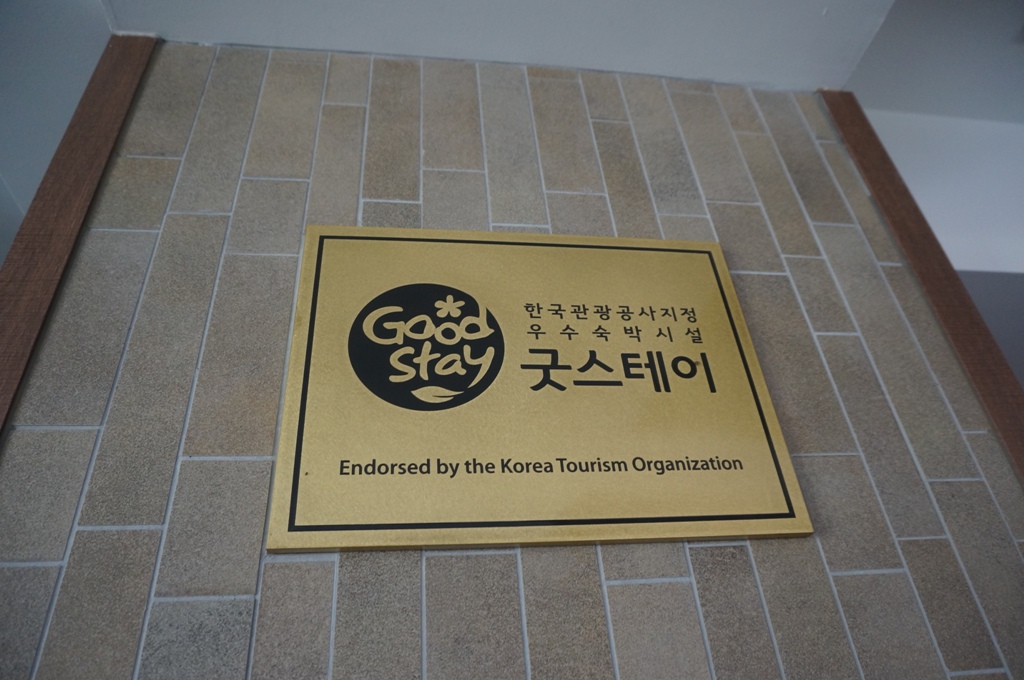 Good
Stay
한국관광공사지정
우수숙박시설
굿스테이
Endorsed by the Korea Tourism Organization